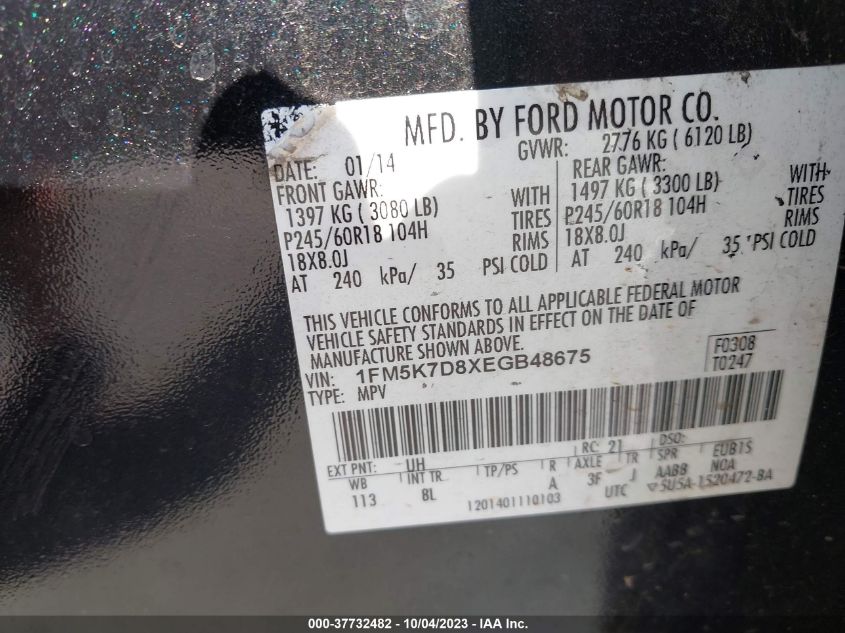 MFD. BY FORD MOTOR CO.
DATE: 01/14 GVWR: 2776 KG ( 6120 LB)
FRONT GAWR: REAR GAWR:
1397 KG ( 3080 LB) WITH 1497 KG ( 3300 LB) WITH
P245/60R18 104H TIRES P245/60R18 104H TIRES
18X8.0J RIMS 18X8.0J RIMS
AT 240 kPa/ 35 PSI COLD AT 240 kPa/ 35 PSI COLD
THIS VEHICLE CONFORMS TO ALL APPLICABLE FEDERAL MOTOR
VEHICLE SAFETY STANDARDS IN EFFECT ON THE DATE OF
MANUFACTURE SHOWN ABOVE.
VIN: 1FM5K7D8XEGB48675 F0308
TYPE: MPV T0247
EXT PNT: UH RC: 21 DSO:
WB INT TR TP/PS R AXLE TR SPR EUB1S
113 8L A 3F J AABB NOA
1201401110103 UTC 5U5A-1520472-BA
000-37732482 - 10/04/2023 - IAA Inc.